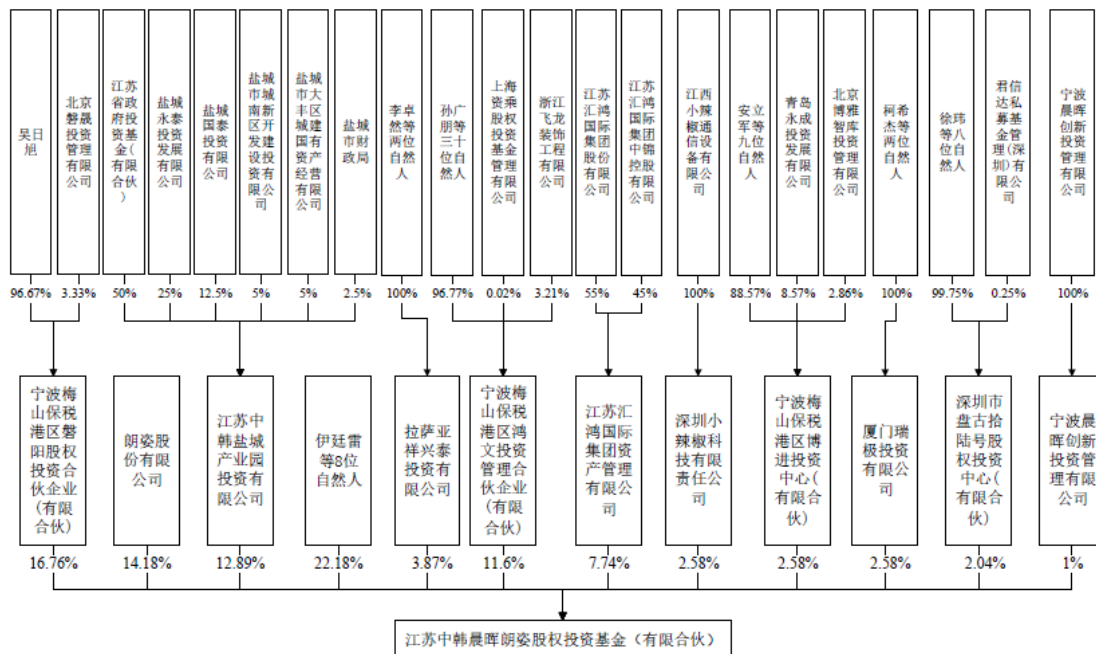 吴日旭
北京磐晟投资管理有限公司
江苏省政府投资基金(有限合伙)
盐城永泰投资发展有限公司
盐城国泰投资有限公司
盐城市城南新区开发建设投资有限公司
盐城市大丰区城建国有资产经营有限公司
盐城市财政局
李卓然等两位自然人
孙广朋等三十位自然人
上海资乘股权投资基金管理有限公司
浙江飞龙装饰工程有限公司
江苏汇鸿国际集团股份有限公司
江苏汇鸿国际集团中锦控股有限公司
江西小辣椒通信设备有限公司
安立军等九位自然人
青岛永成投资发展有限公司
北京博雅智库投资管理有限公司
柯希杰等两位自然人
徐玮等八位自然人
君信达私募基金管理(深圳)有限公司
宁波晨晖创新投资管理有限公司
96.67% 3.33% 50% 25% 12.5% 5% 5% 2.5% 100% 96.77% 0.02% 3.21% 55% 45% 100% 88.57% 8.57% 2.86% 100% 99.75% 0.25% 100%
宁波梅山保税港区磐阳股权投资合伙企业(有限合伙)
朗姿股份有限公司
江苏中韩盐城产业园投资有限公司
伊廷雷等8位自然人
拉萨亚祥兴泰投资有限公司
宁波梅山保税港区鸿文投资管理合伙企业(有限合伙)
江苏汇鸿国际集团资产管理有限公司
深圳小辣椒科技有限责任公司
宁波梅山保税港区博进投资中心(有限合伙)
厦门瑞极投资有限公司
深圳市盘古拾陆号股权投资中心(有限合伙)
宁波晨晖创新投资管理有限公司
16.76% 14.18% 12.89% 22.18% 3.87% 11.6% 7.74% 2.58% 2.58% 2.58% 2.04% 1%
江苏中韩晨晖朗姿股权投资基金（有限合伙）